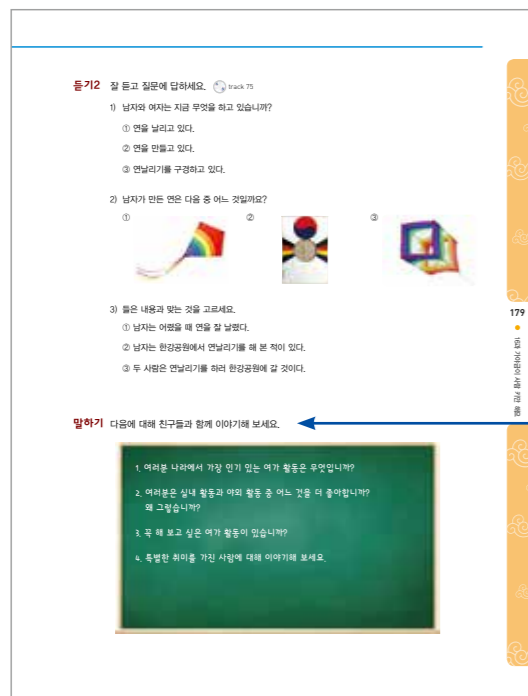 듣기2 잘 듣고 질문에 답하세요. track 75
1) 남자와 여자는 지금 무엇을 하고 있습니까?
① 연을 날리고 있다.
② 연을 만들고 있다.
③ 연날리기를 구경하고 있다.
2) 남자가 만든 연은 다음 중 어느 것일까요?
① ② ③
3) 들은 내용과 맞는 것을 고르세요.
① 남자는 어렸을 때 연을 잘 날렸다.
② 남자는 한강공원에서 연날리기를 해 본 적이 있다.
③ 두 사람은 연날리기를 하러 한강공원에 갈 것이다.
179
말하기 다음에 대해 친구들과 함께 이야기해 보세요.
1. 여러분 나라에서 가장 인기 있는 여가 활동은 무엇입니까?
2. 여러분은 실내 활동과 야외 활동 중 어느 것을 더 좋아합니까?
왜 그렇습니까?
3. 꼭 해 보고 싶은 여가 활동이 있습니까?
4. 특별한 취미를 가진 사람에 대해 이야기해 보세요.